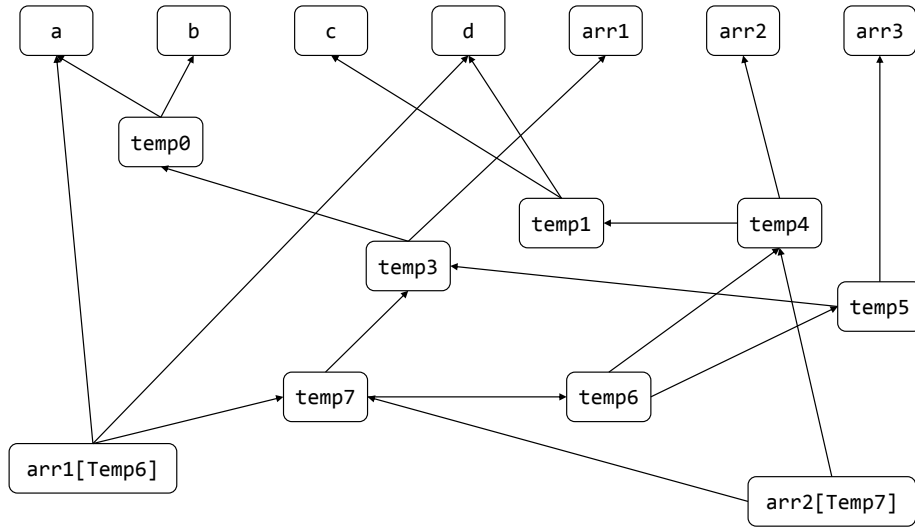 a
b
c
d
arr1
arr2
arr3
temp0
temp1
temp4
temp3
temp5
temp7
temp6
arr1[Temp6]
arr2[Temp7]